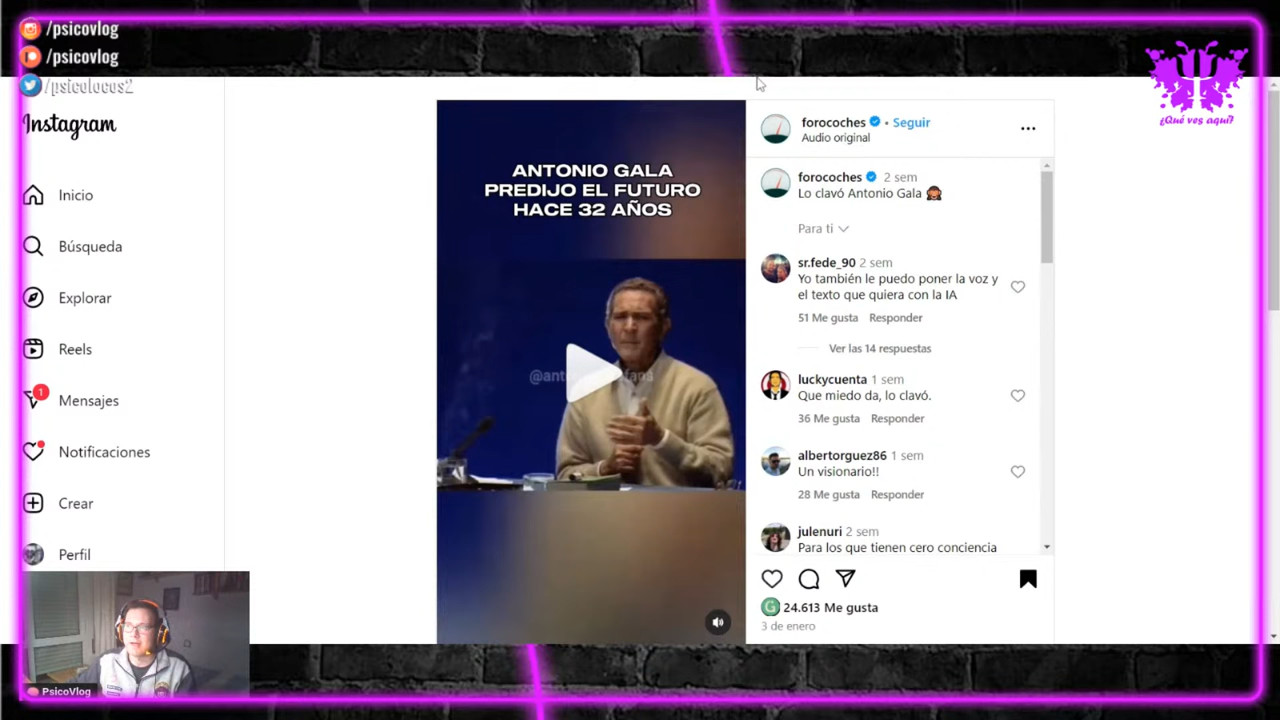 /psicovlog
/psicovlog
/psicolocos2
¿Qué ves aquí?
Instagram
Inicio
Búsqueda
Explorar
Reels
1
Mensajes
Notificaciones
Crear
Perfil
PsicoVlog
ANTONIO GALA
PREDIJO EL FUTURO
HACE 32 AÑOS
forocoches • Seguir
Audio original
forocoches 2 sem
Lo clavó Antonio Gala
Para ti
sr.fede_90 2 sem
Yo también le puedo poner la voz y
el texto que quiera con la IA
51 Me gusta Responder
Ver las 14 respuestas
luckycuenta 1 sem
Que miedo da, lo clavó.
36 Me gusta Responder
albertorguez86 1 sem
Un visionario!!
28 Me gusta Responder
julenuri 2 sem
Para los que tienen cero conciencia
24.613 Me gusta
3 de enero